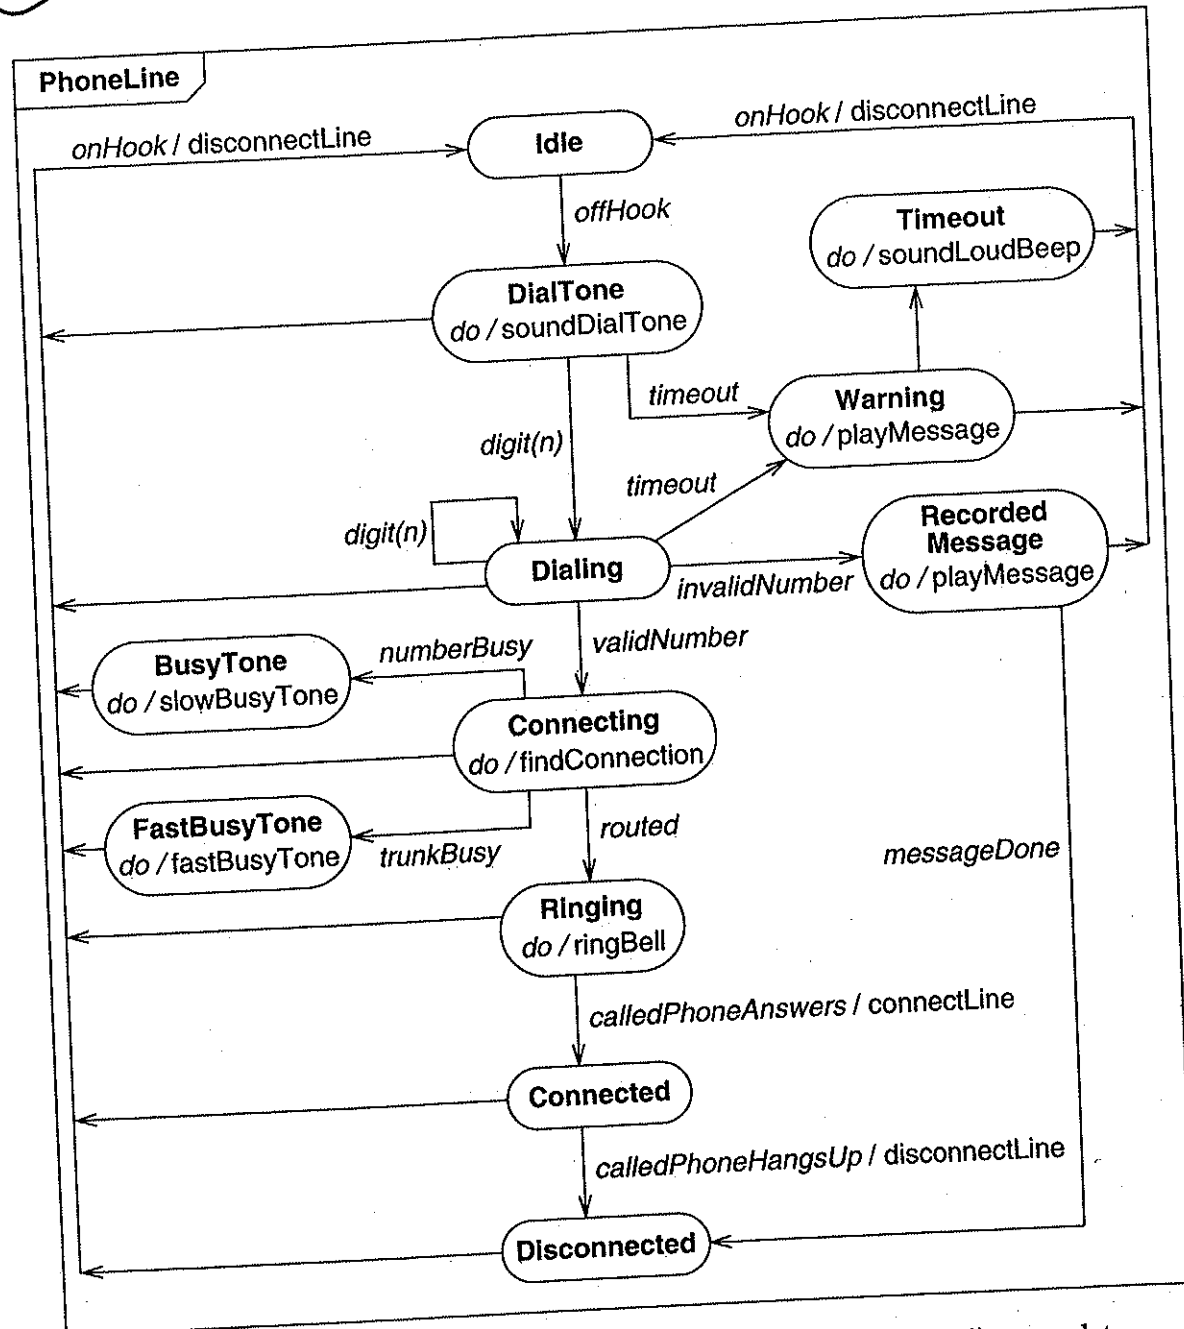 PhoneLine
onHook / disconnectLine
Idle
onHook / disconnectLine
offHook
Timeout
do / soundLoudBeep
DialTone
do / soundDialTone
timeout
Warning
do / playMessage
digit(n)
timeout
digit(n)
Dialing
invalidNumber
Recorded
Message
do / playMessage
validNumber
numberBusy
BusyTone
do / slowBusyTone
Connecting
do / findConnection
FastBusyTone
do / fastBusyTone
trunkBusy
routed
messageDone
Ringing
do / ringBell
calledPhoneAnswers / connectLine
Connected
calledPhoneHangsUp / disconnectLine
Disconnected